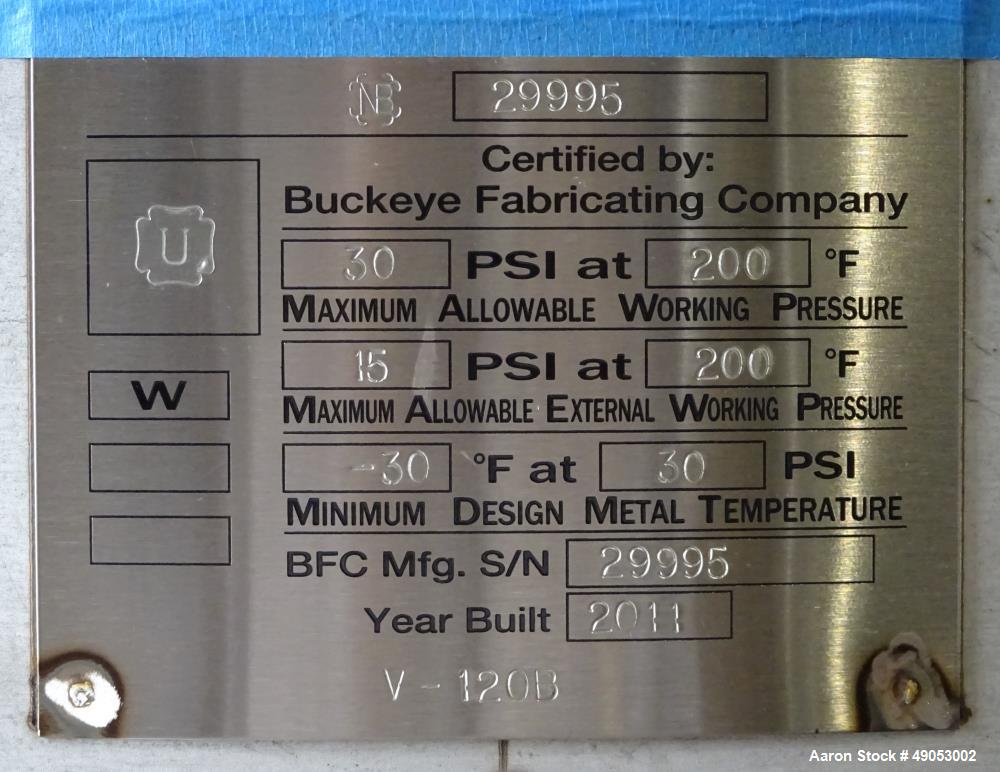 NB 29995
Certified by:
Buckeye Fabricating Company
U
30 PSI at 200 °F
MAXIMUM ALLOWABLE WORKING PRESSURE
15 PSI at 200 °F
MAXIMUM ALLOWABLE EXTERNAL WORKING PRESSURE
W
-30 °F at 30 PSI
MINIMUM DESIGN METAL TEMPERATURE
BFC Mfg. S/N 29995
Year Built 2011
V - 120B
Aaron Stock # 49053002